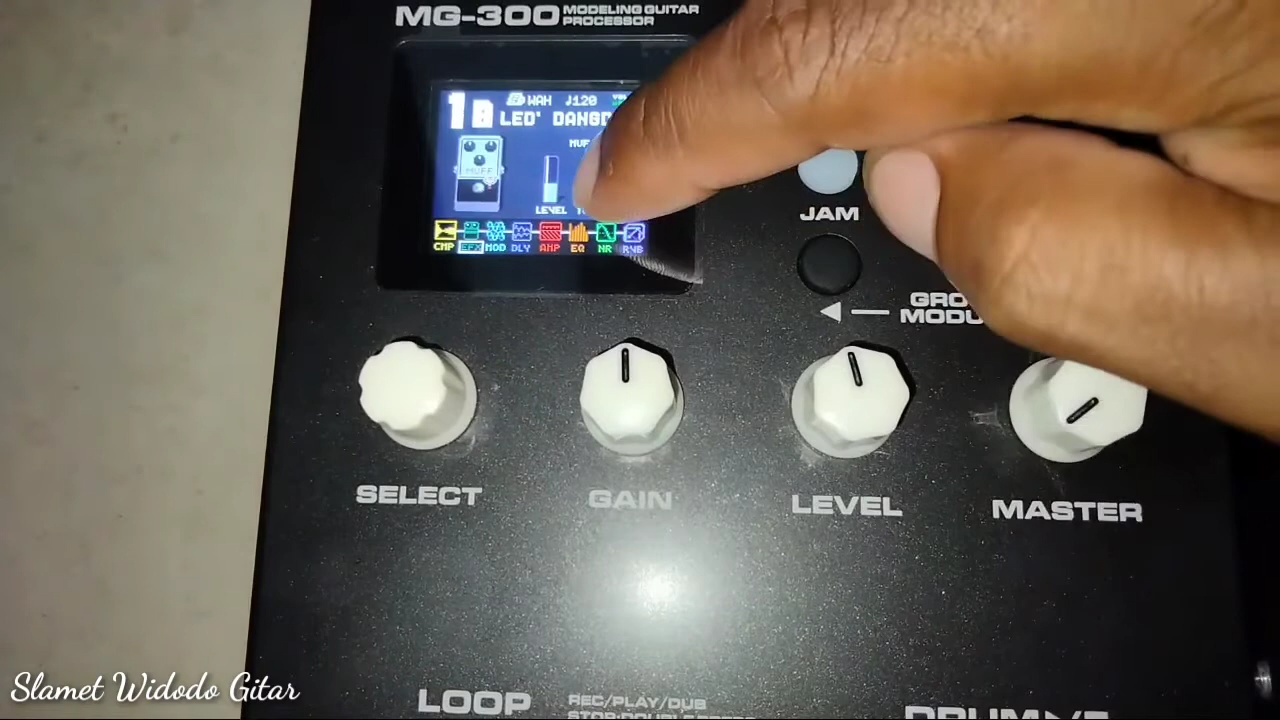 MG-300 MODELING GUITAR
PROCESSOR
1B WAH J120
LED' DANGD
MUFF
LEVEL
CMP EFX MOD DLY AMP EQ NR RVB
JAM
SELECT GAIN LEVEL MASTER
LOOP REC/PLAY/DUB
Slamet Widodo Gitar